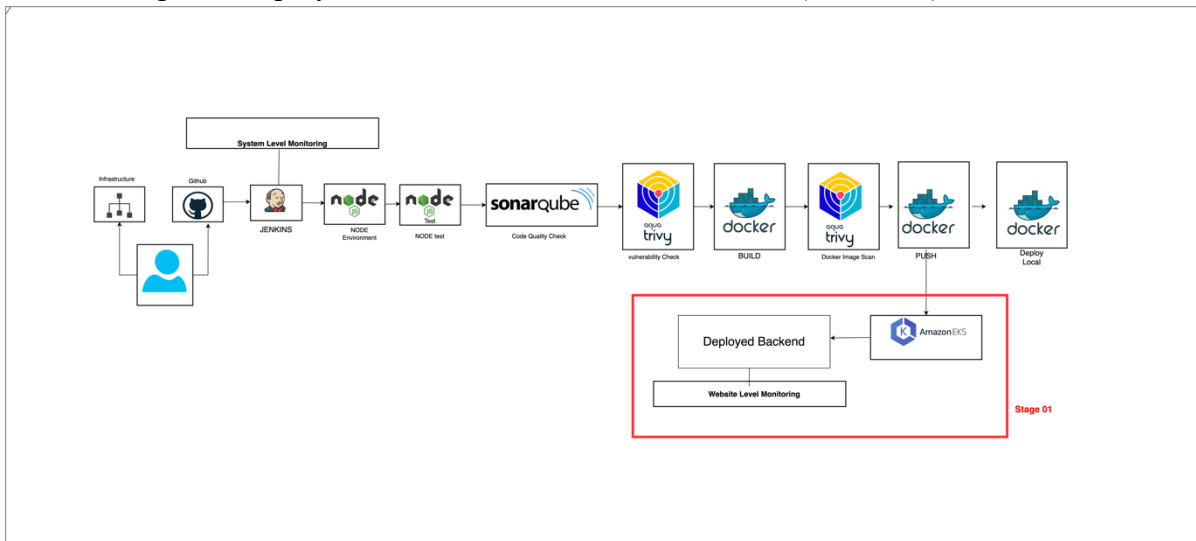 System Level Monitoring
Infrastructure
Github
JENKINS
node
JS
NODE
Environment
node
JS
Test
NODE test
sonarqube
Code Quality Check
aqua
trivy
vulnerability Check
docker
BUILD
aqua
trivy
Docker Image Scan
docker
PUSH
docker
Deploy
Local
Deployed Backend
K
Amazon EKS
Website Level Monitoring
Stage 01